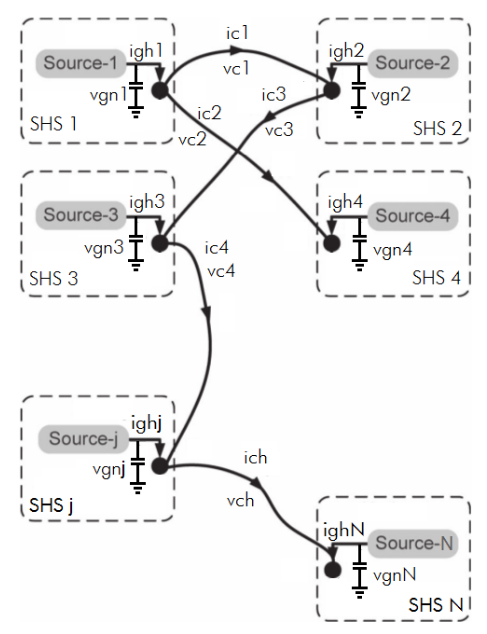 igh1
Source-1
vgn1
SHS 1
ic1
vc1
igh2
Source-2
vgn2
SHS 2
ic2
vc2
ic3
vc3
igh3
Source-3
vgn3
SHS 3
igh4
Source-4
vgn4
SHS 4
ic4
vc4
ighj
Source-j
vgnj
SHS j
ich
vch
ighN
Source-N
vgnN
SHS N